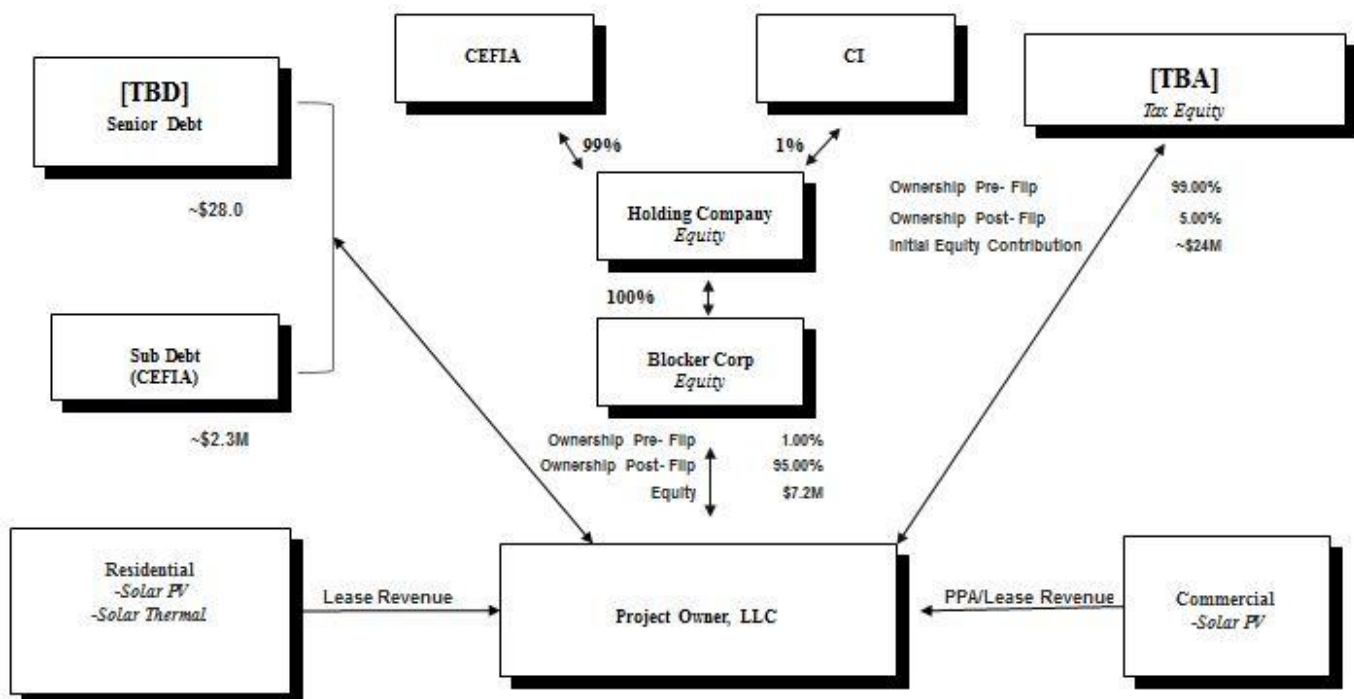 CEFIA
CI
[TBD]
Senior Debt
[TBA]
Tax Equity
99%
1%
~$28.0
Holding Company
Equity
Ownership Pre- Flip 99.00%
Ownership Post- Flip 5.00%
Initial Equity Contribution ~$24M
100%
Sub Debt
(CEFIA)
Blocker Corp
Equity
~$2.3M
Ownership Pre- Flip 1.00%
Ownership Post- Flip 95.00%
Equity $7.2M
Residential
-Solar PV
-Solar Thermal
Lease Revenue
Project Owner, LLC
PPA/Lease Revenue
Commercial
-Solar PV